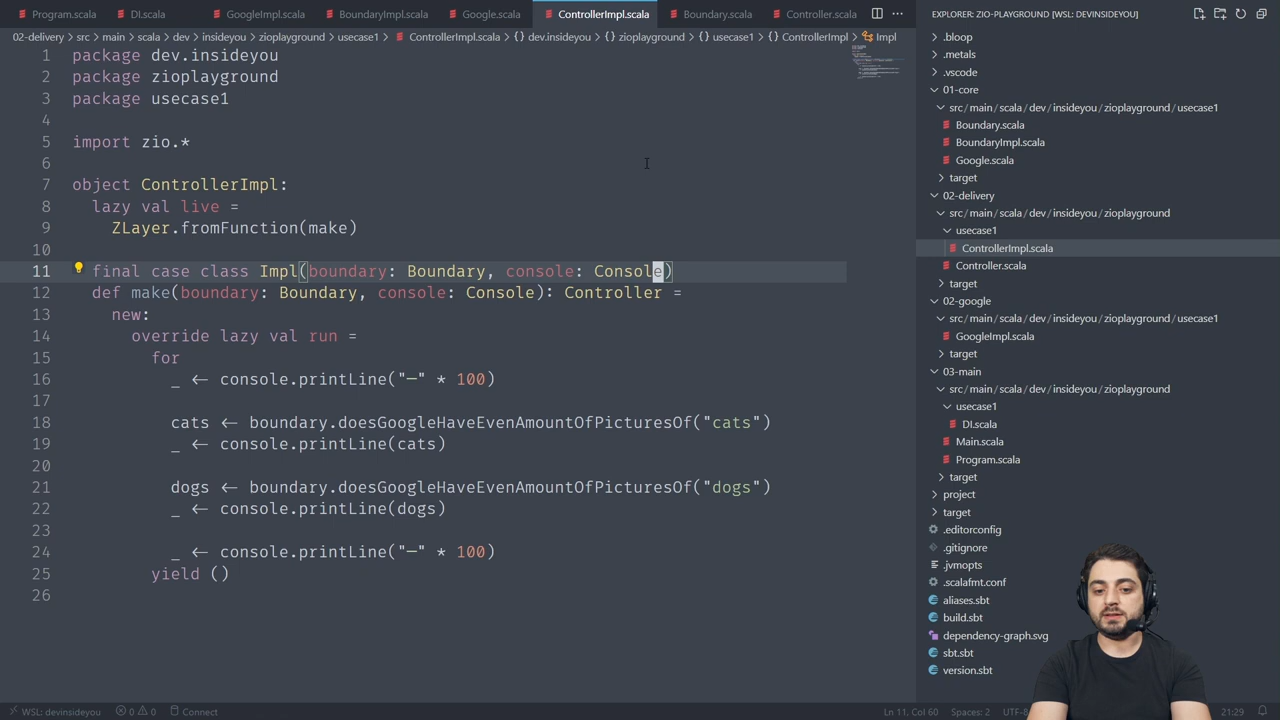 Program.scala DI.scala GoogleImpl.scala BoundaryImpl.scala Google.scala ControllerImpl.scala Boundary.scala Controller.scala
02-delivery > src > main > scala > dev > insideyou > zioplayground > usecase1 > ControllerImpl.scala > {} dev.insideyou > {} zioplayground > {} usecase1 > {} ControllerImpl > Impl
1 package dev.insideyou
2 package zioplayground
3 package usecase1
4
5 import zio.*
6
7 object ControllerImpl:
8 lazy val live =
9 ZLayer.fromFunction(make)
10
11 final case class Impl(boundary: Boundary, console: Console)
12 def make(boundary: Boundary, console: Console): Controller =
13 new:
14 override lazy val run =
15 for
16 _ ← console.printLine("─" * 100)
17
18 cats ← boundary.doesGoogleHaveEvenAmountOfPicturesOf("cats")
19 _ ← console.printLine(cats)
20
21 dogs ← boundary.doesGoogleHaveEvenAmountOfPicturesOf("dogs")
22 _ ← console.printLine(dogs)
23
24 _ ← console.printLine("─" * 100)
25 yield ()
26
EXPLORER: ZIO-PLAYGROUND [WSL: DEVINSIDEYOU]
.bloop
.metals
.vscode
01-core
src / main / scala / dev / insideyou / zioplayground / usecase1
Boundary.scala
BoundaryImpl.scala
Google.scala
target
02-delivery
src / main / scala / dev / insideyou / zioplayground
usecase1
ControllerImpl.scala
Controller.scala
target
02-google
src / main / scala / dev / insideyou / zioplayground / usecase1
GoogleImpl.scala
target
03-main
src / main / scala / dev / insideyou / zioplayground
usecase1
DI.scala
Main.scala
Program.scala
target
project
target
.editorconfig
.gitignore
.jvmopts
.scalafmt.conf
aliases.sbt
build.sbt
dependency-graph.svg
sbt.sbt
version.sbt
WSL: devinsideyou 0 0 Connect Ln 11, Col 60 Spaces: 2 UTF-8 21:29